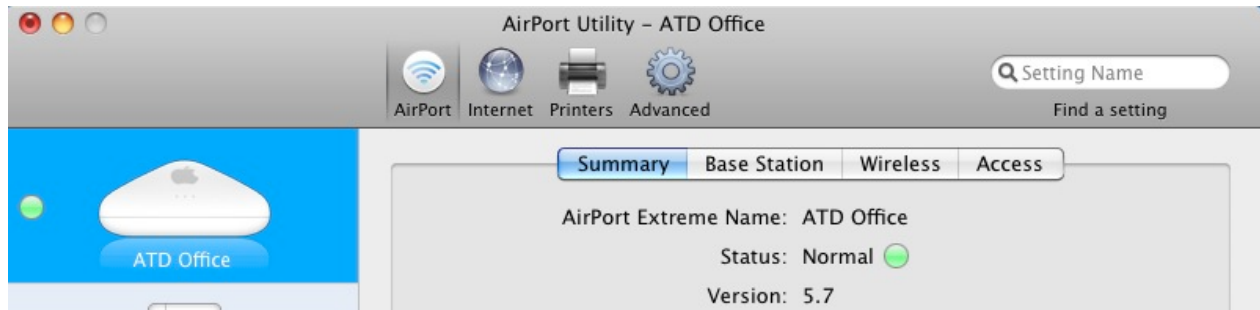 AirPort Utility – ATD Office
Setting Name
AirPort Internet Printers Advanced
Find a setting
Summary Base Station Wireless Access
AirPort Extreme Name: ATD Office
Status: Normal
ATD Office
Version: 5.7